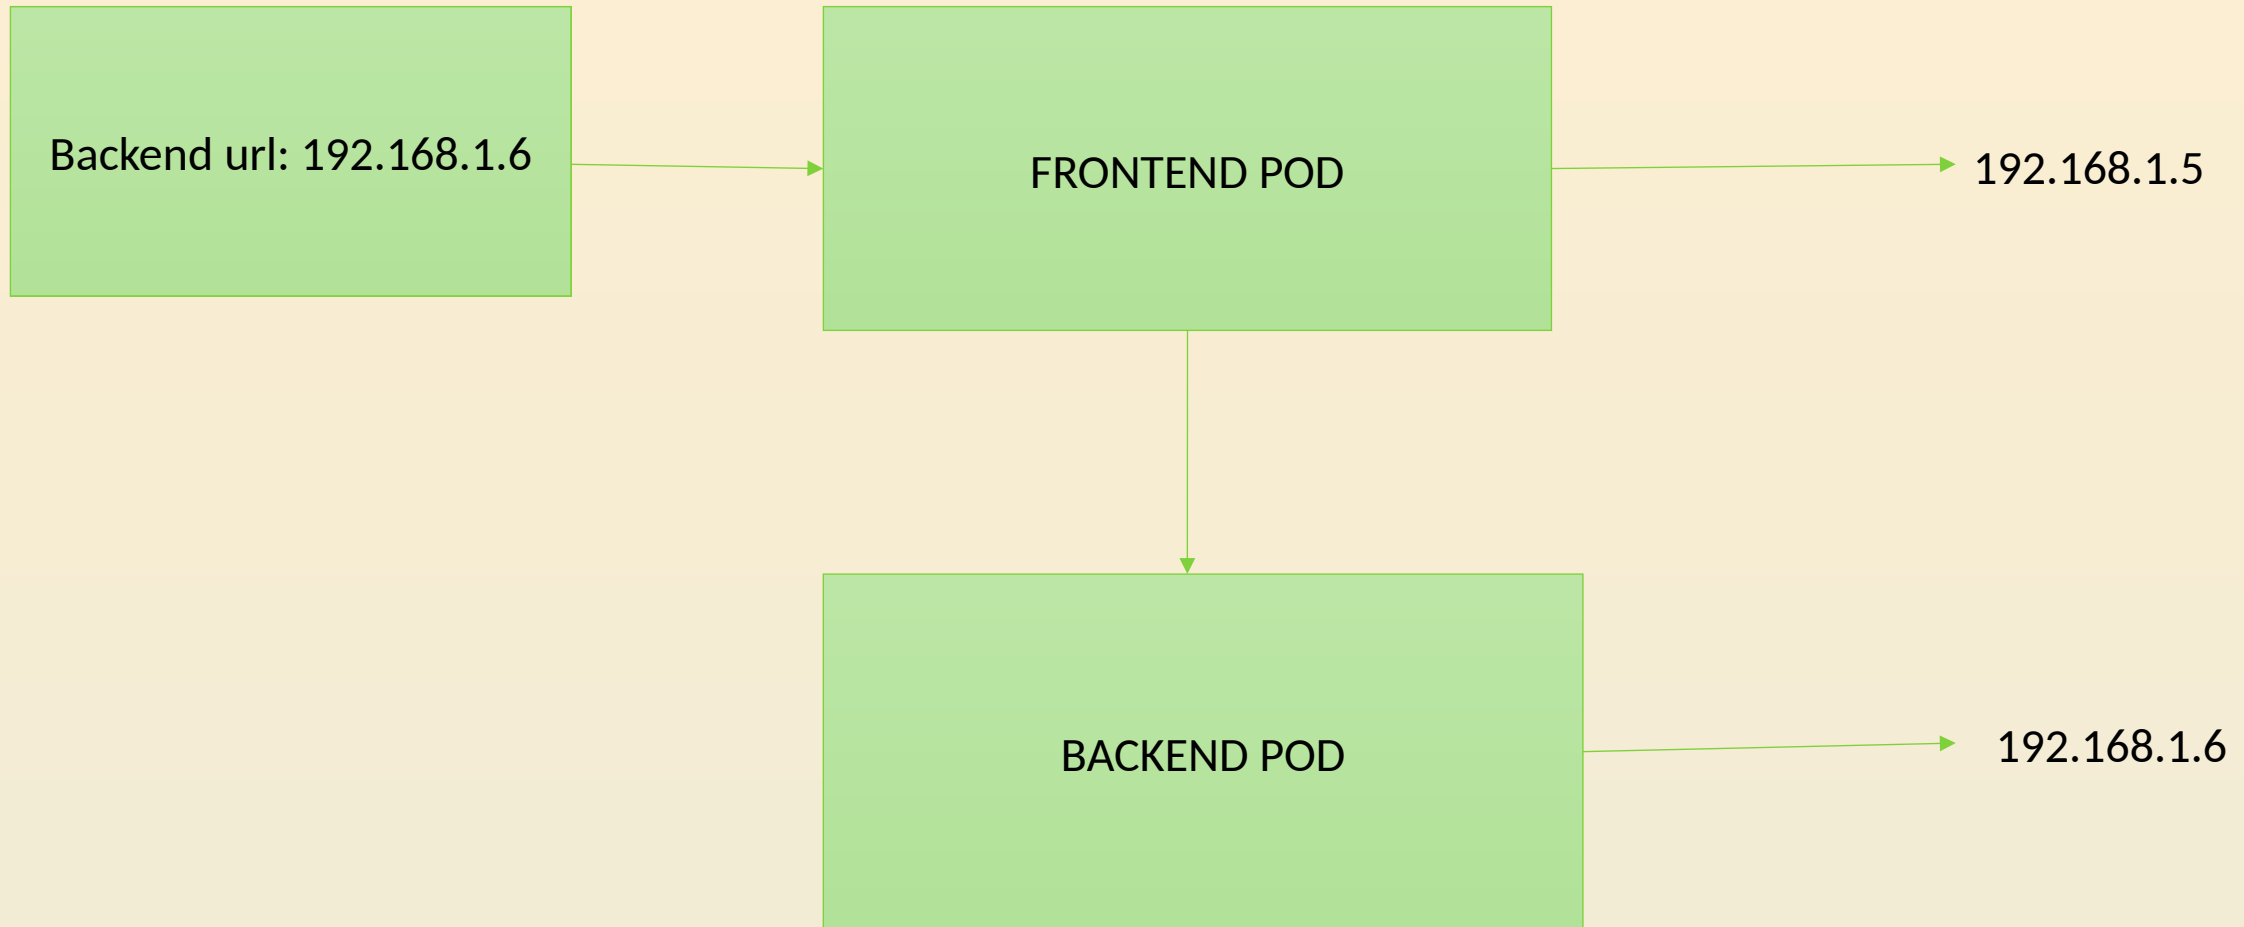 Backend url: 192.168.1.6
FRONTEND POD
192.168.1.5
BACKEND POD
192.168.1.6